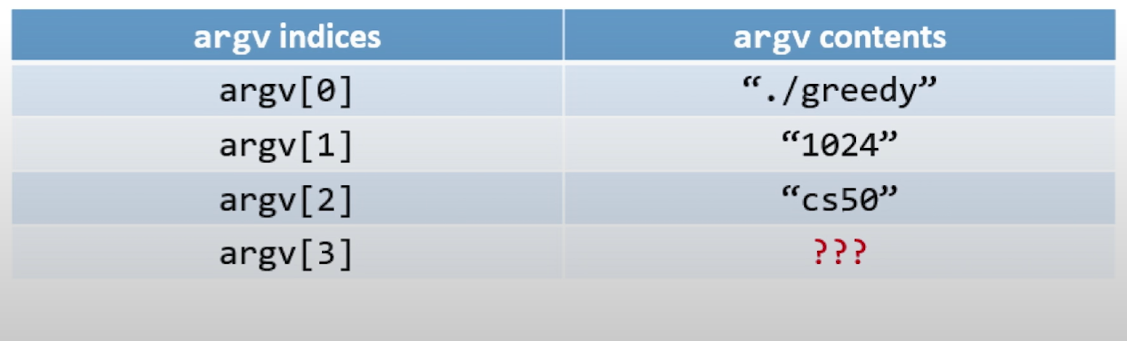 argv indices argv contents
argv[0] “./greedy”
argv[1] “1024”
argv[2] “cs50”
argv[3] ???